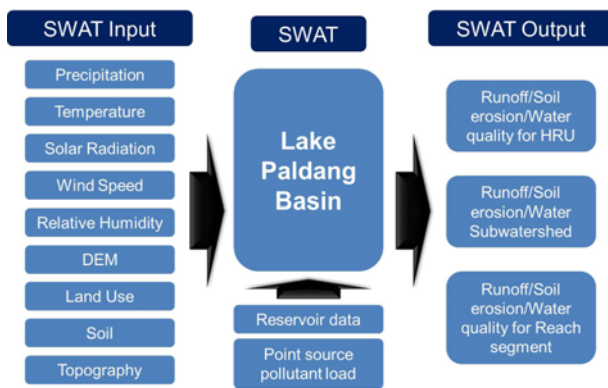 SWAT Input
Precipitation
Temperature
Solar Radiation
Wind Speed
Relative Humidity
DEM
Land Use
Soil
Topography
SWAT
Lake
Paldang
Basin
Reservoir data
Point source
pollutant load
SWAT Output
Runoff/Soil
erosion/Water
quality for HRU
Runoff/Soil
erosion/Water
Subwatershed
Runoff/Soil
erosion/Water
quality for Reach
segment